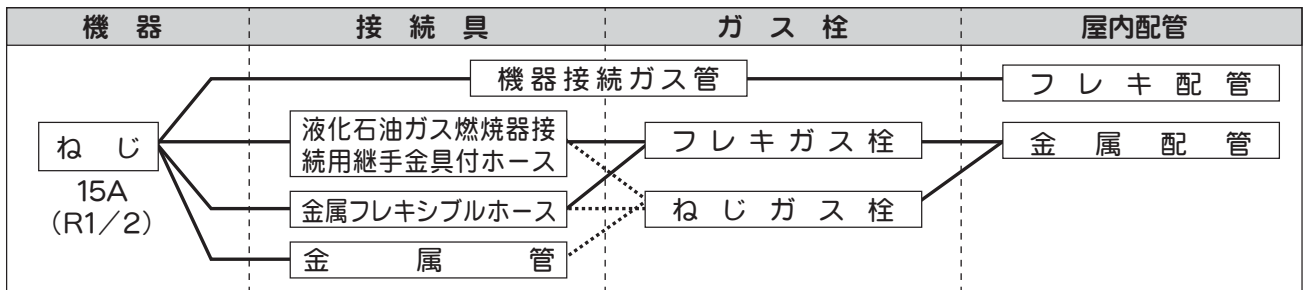 機器 接続具 ガス栓 屋内配管
機器接続ガス管 フレキ配管
ねじ
15A
(R1/2)
液化石油ガス燃焼器接
続用継手金具付ホース
フレキガス栓 金属配管
金属フレキシブルホース ねじガス栓
金属管